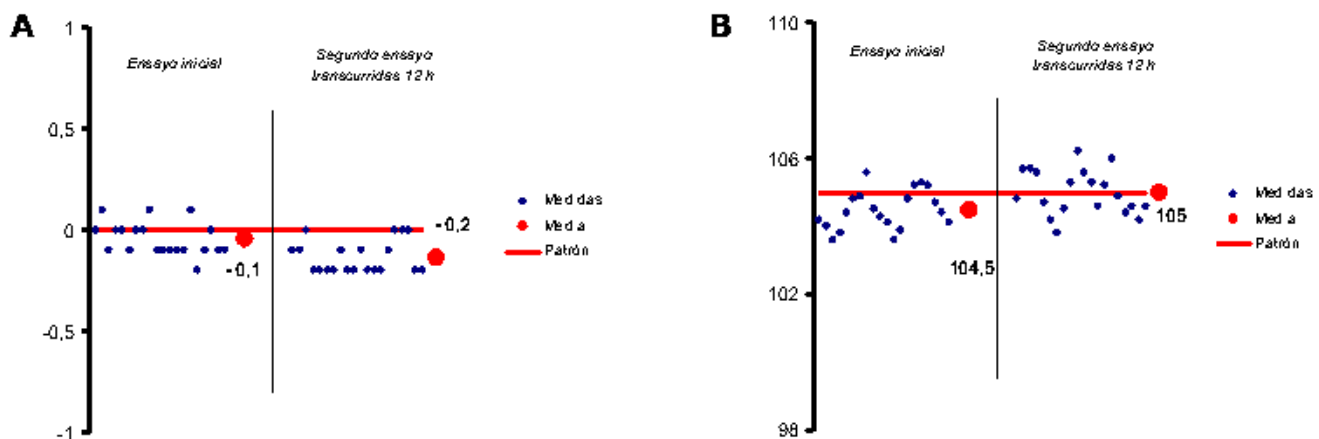 A
1
0,5
0
-0,5
-1
Ensayo inicial
Segundo ensayo
transcurridas 12 h
-0,1
-0,2
Med das
Med a
Patrón
B
110
106
102
98
Ensayo inicial
Segundo ensayo
transcurridas 12 h
104,5
105
Med das
Med a
Patrón